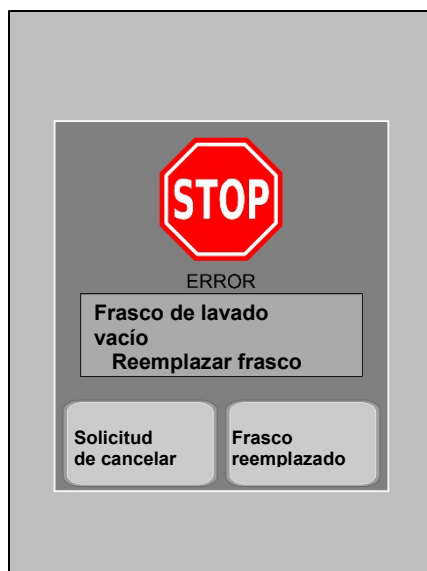 STOP
ERROR
Frasco de lavado
vacío
Reemplazar frasco
Solicitud
de cancelar
Frasco
reemplazado